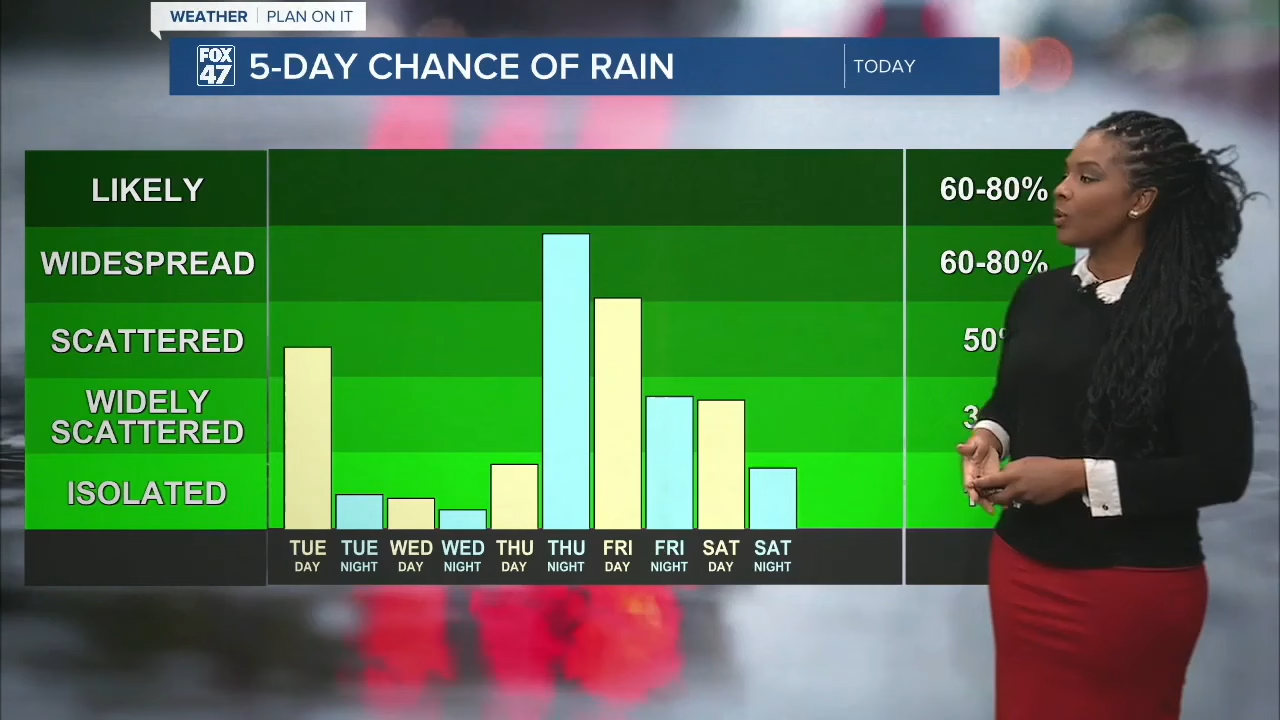 WEATHER PLAN ON IT
FOX
47
5-DAY CHANCE OF RAIN
TODAY
LIKELY
60-80%
WIDESPREAD
60-80%
SCATTERED
WIDELY
SCATTERED
ISOLATED
TUE TUE WED WED THU THU FRI FRI SAT SAT
DAY NIGHT DAY NIGHT DAY NIGHT DAY NIGHT DAY NIGHT